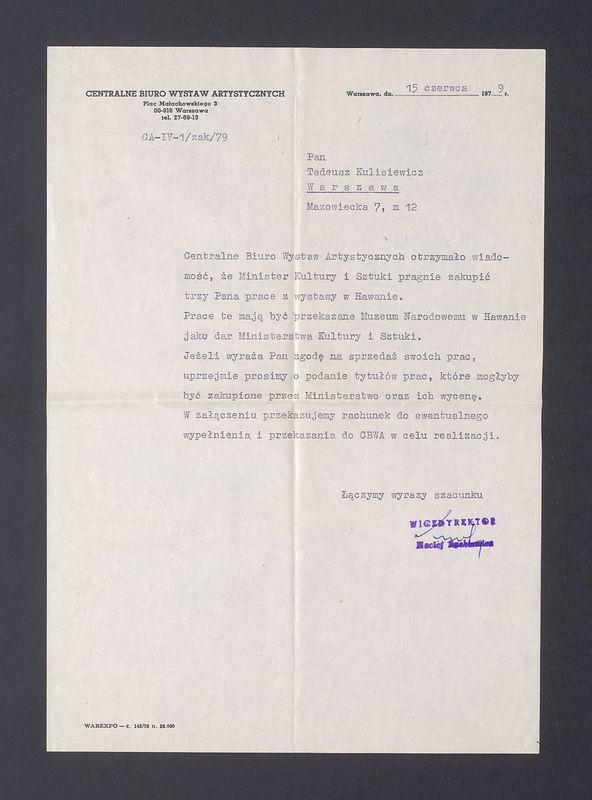 CENTRALNE BIURO WYSTAW ARTYSTYCZNYCH
Plac Małachowskiego 3
00-916 Warszawa
tel. 27-69-13
CA-IV-1/zak/79
Warszawa, dn. 15 czerwca 1979 r.
Pan
Tadeusz Kulisiewicz
W a r s z a w a
Mazowiecka 7, m 12
Centralne Biuro Wystaw Artystycznych otrzymało wiado-
mość, że Minister Kultury i Sztuki pragnie zakupić
trzy Pana prace z wystawy w Hawanie.
Prace te mają być przekazane Muzeum Narodowemu w Hawanie
jako dar Ministerstwa Kultury i Sztuki.
Jeżeli wyraża Pan zgodę na sprzedaż swoich prac,
uprzejmie prosimy o podanie tytułów prac, które mogłyby
być zakupione przez Ministerstwo oraz ich wycenę.
W załączeniu przekazujemy rachunek do ewentualnego
wypełnienia i przekazania do CBWA w celu realizacji.
Łączymy wyrazy szacunku
WICEDYREKTOR
Maciej
WAREXPO — z. 145/76 n. 20.000